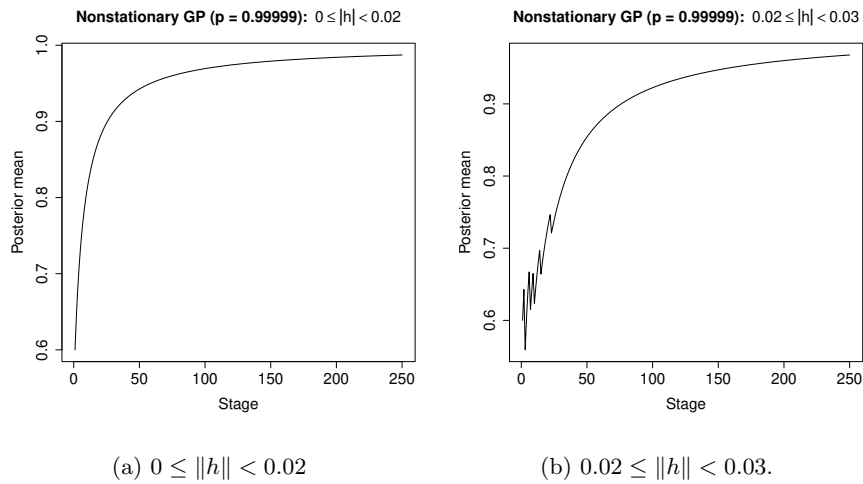 Nonstationary GP (p = 0.99999): 0 ≤ |h| < 0.02
Posterior mean
1.0
0.9
0.8
0.7
0.6
0 50 100 150 200 250
Stage
(a) 0 ≤ ∥h∥ < 0.02
Nonstationary GP (p = 0.99999): 0.02 ≤ |h| < 0.03
Posterior mean
0.9
0.8
0.7
0.6
0 50 100 150 200 250
Stage
(b) 0.02 ≤ ∥h∥ < 0.03.